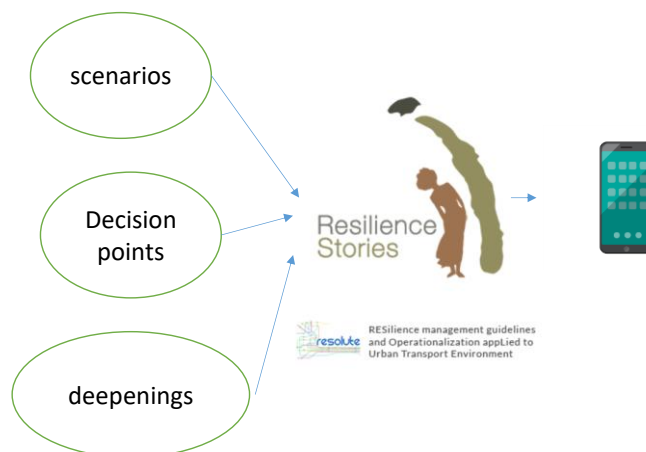 scenarios
Decision
points
deepenings
Resilience
Stories
resolute
RESilience management guidelines
and Operationalization appLied to
Urban Transport Environment